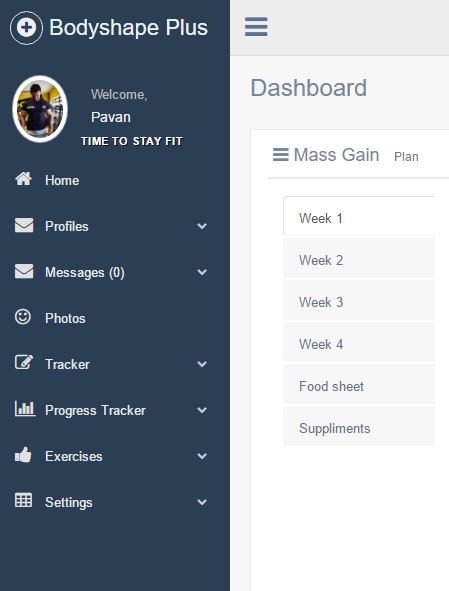 Bodyshape Plus
Welcome,
Pavan
TIME TO STAY FIT
Home
Profiles
Messages (0)
Photos
Tracker
Progress Tracker
Exercises
Settings
Dashboard
Mass Gain Plan
Week 1
Week 2
Week 3
Week 4
Food sheet
Suppliments